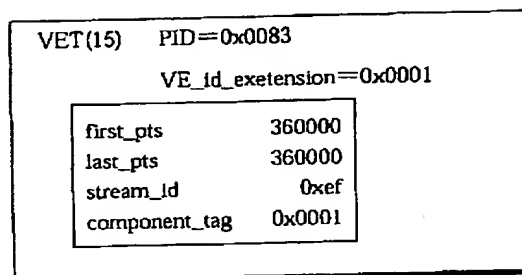 VET(15) PID=0x0083
VE_id_exetension=0x0001
first_pts 360000
last_pts 360000
stream_id 0xef
component_tag 0x0001